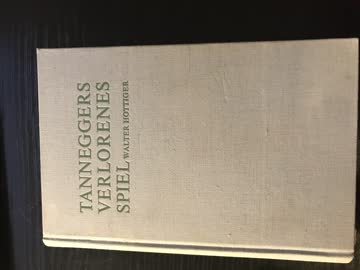 TANNEGGERS
VERLORENES
SPIEL WALTER HOTTIGER